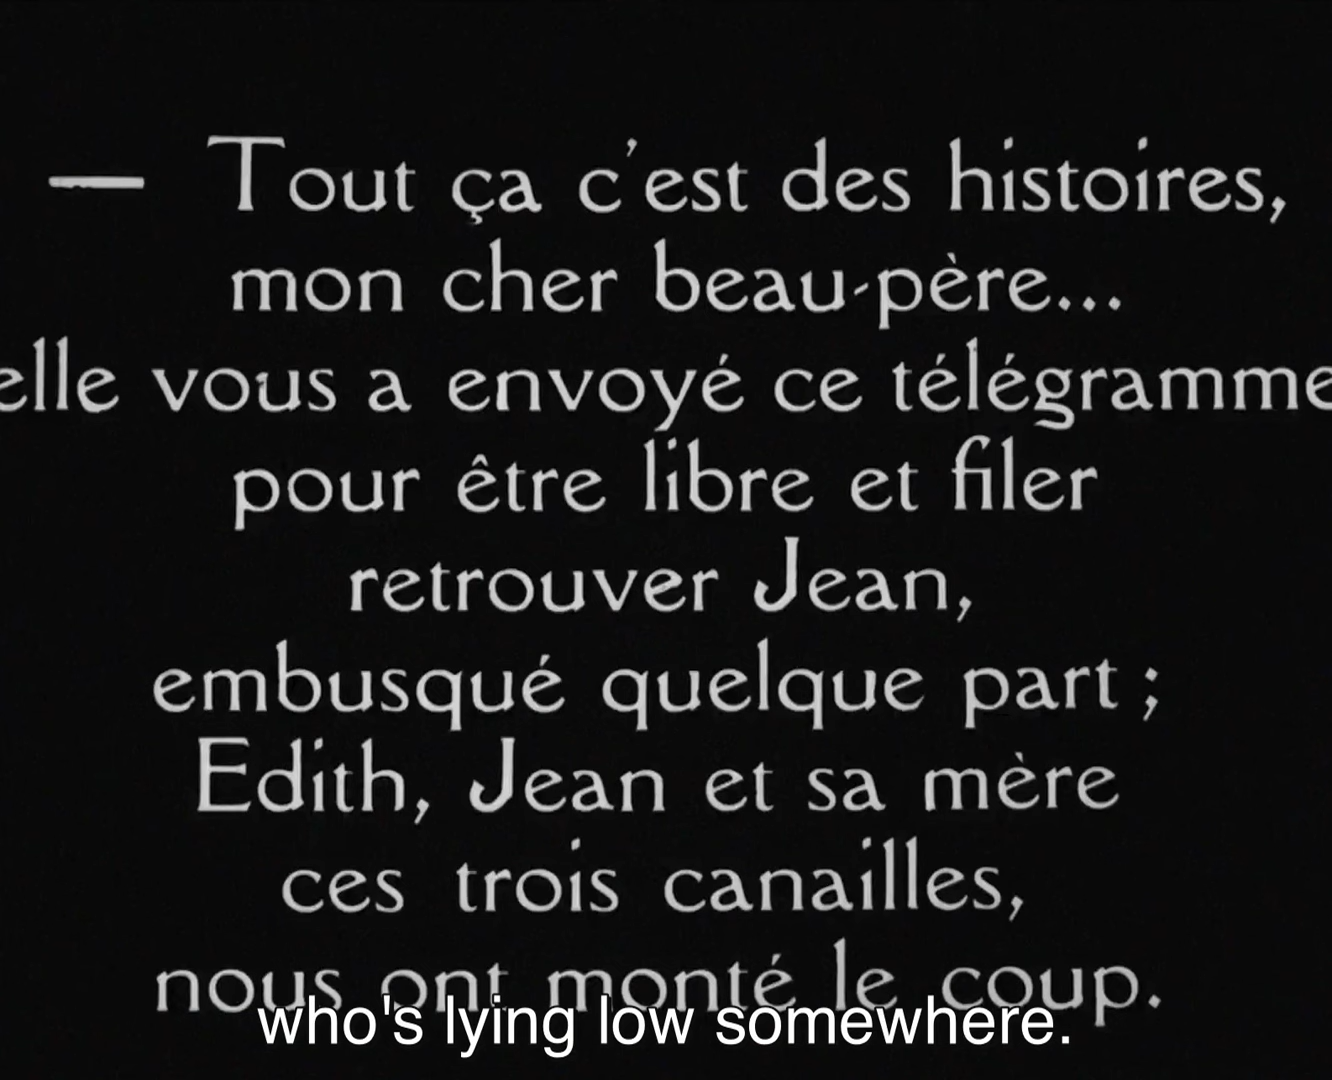 — Tout ça c'est des histoires,
mon cher beau-père...
elle vous a envoyé ce télégramme
pour être libre et filer
retrouver Jean,
embusqué quelque part ;
Edith, Jean et sa mère
ces trois canailles,
nous ont monté le coup.
who's lying low somewhere.